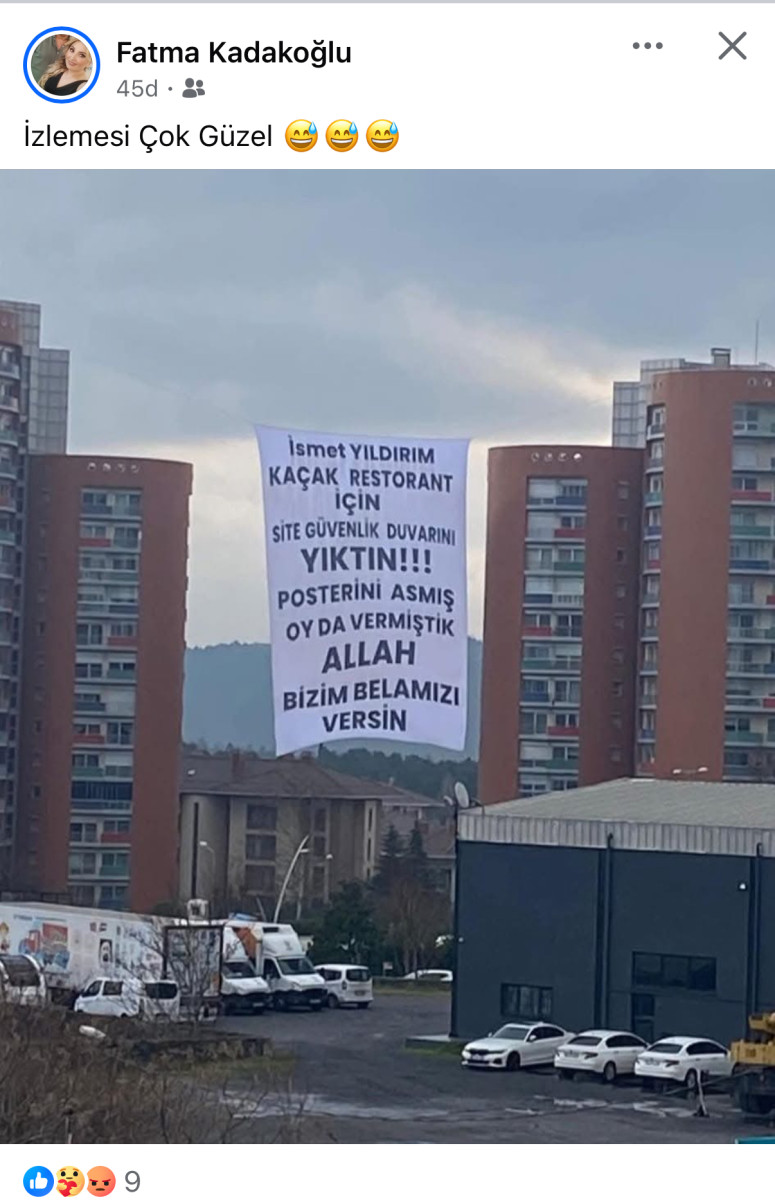 Fatma Kadakoğlu
45d ·
İzlemesi Çok Güzel 😅😅😅
İsmet YILDIRIM
KAÇAK RESTORANT
İÇİN
SİTE GÜVENLİK DUVARINI
YIKTIN!!!
POSTERİNİ ASMIŞ
OY DA VERMİŞTİK
ALLAH
BİZİM BELAMIZI
VERSİN
9